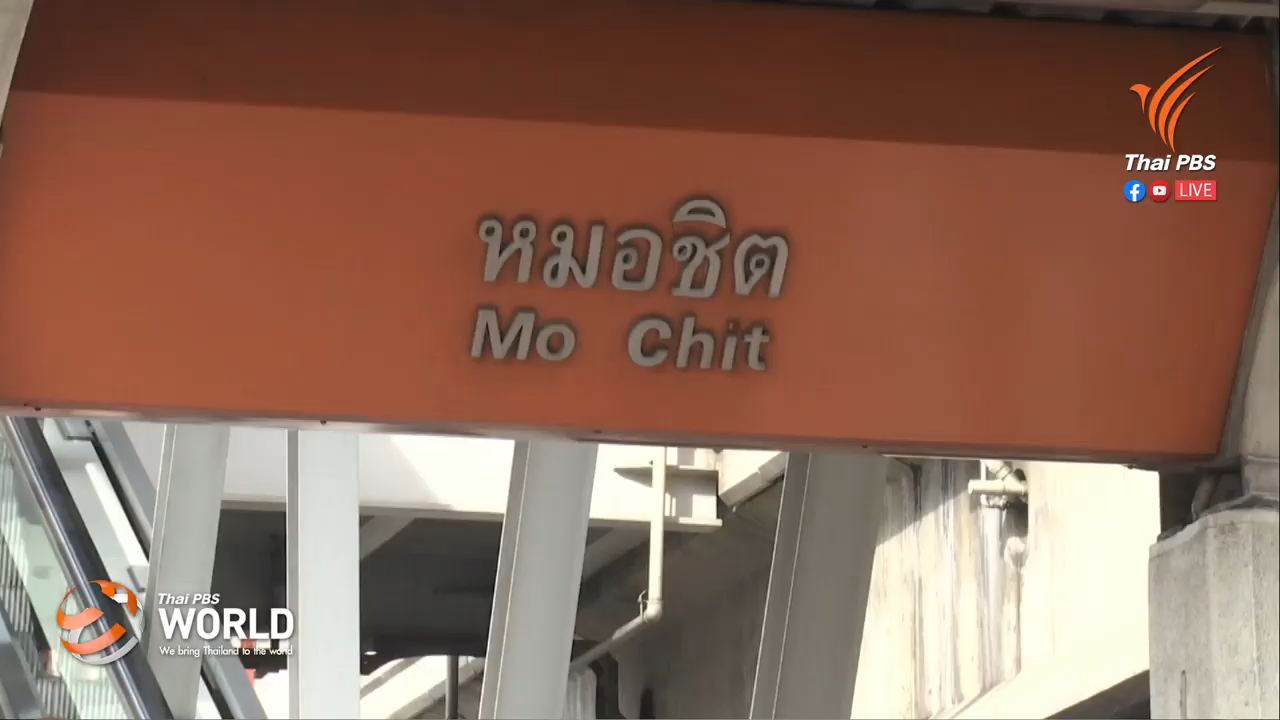 Thai PBS
LIVE
หมอชิต
Mo Chit
Thai PBS
WORLD
We bring Thailand to the world